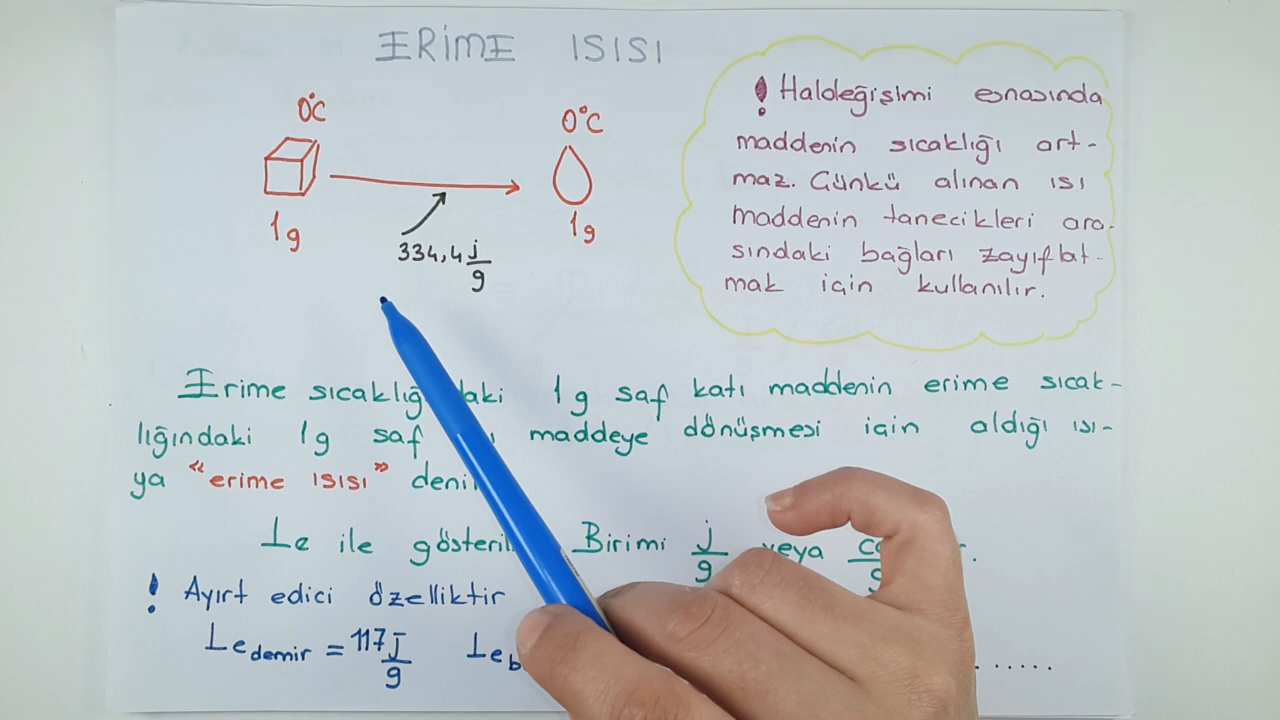 ERİME ISISI
0°C
0°C
1g
1g
334,4 j/g
! Haldeğişimi esnasında
maddenin sıcaklığı art-
maz. Günkü alınan ısı
maddenin tanecikleri ara-
sındaki bağları zayıflat-
mak için kullanılır.
Erime sıcaklığ daki 1g saf katı maddenin erime sıcak-
lığındaki 1g saf maddeye dönüşmesi için aldığı ısı-
ya "erime ısısı" deni
Le ile gösteril Birimi j/g veya
! Ayırt edici özelliktir
Le demir = 117 J/g Le b ......